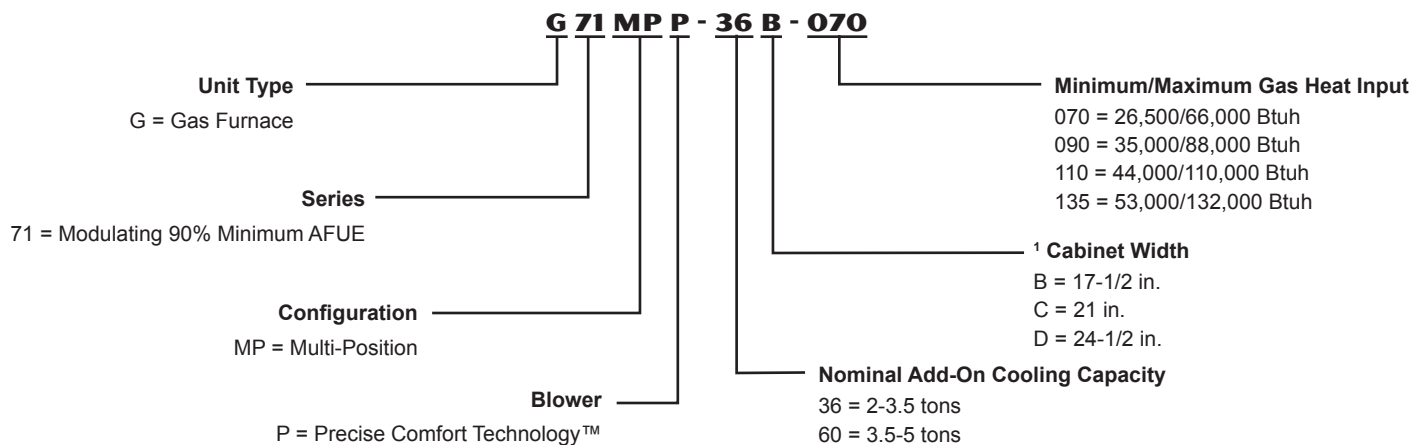 G 71 MP P - 36 B - 070
Unit Type
G = Gas Furnace
Series
71 = Modulating 90% Minimum AFUE
Configuration
MP = Multi-Position
Blower
P = Precise Comfort Technology™
Minimum/Maximum Gas Heat Input
070 = 26,500/66,000 Btuh
090 = 35,000/88,000 Btuh
110 = 44,000/110,000 Btuh
135 = 53,000/132,000 Btuh
¹ Cabinet Width
B = 17-1/2 in.
C = 21 in.
D = 24-1/2 in.
Nominal Add-On Cooling Capacity
36 = 2-3.5 tons
60 = 3.5-5 tons